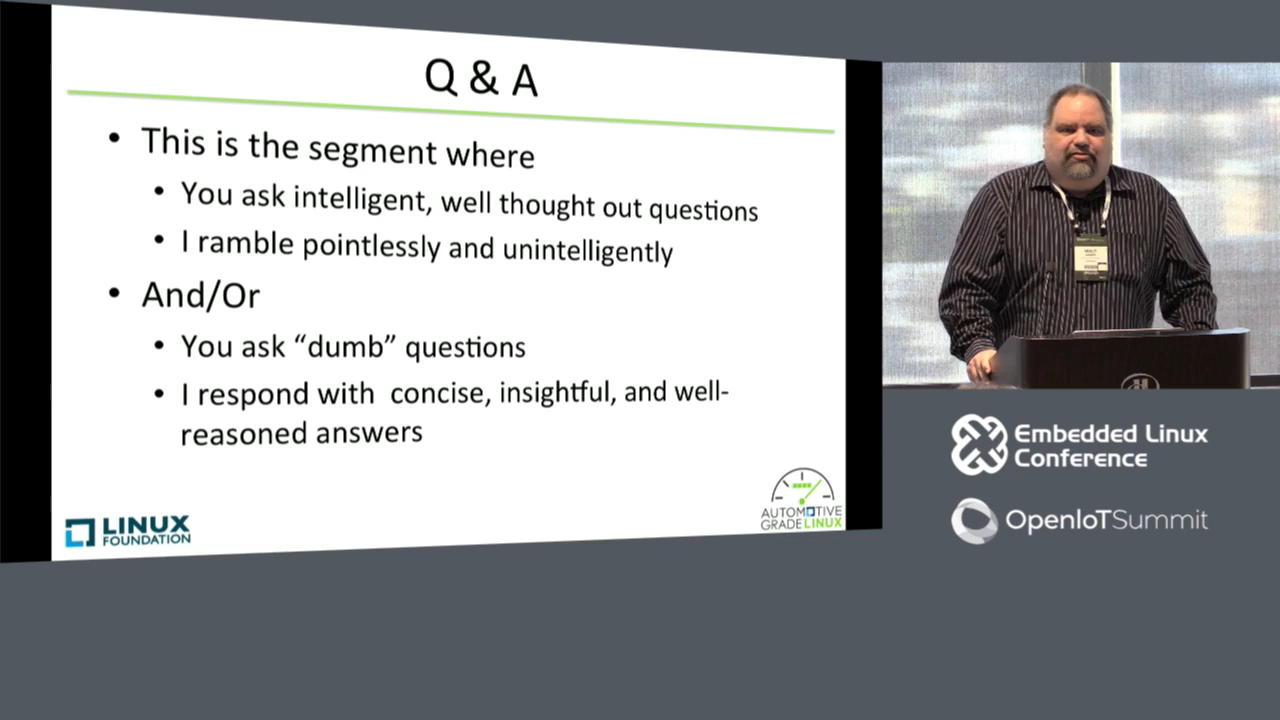 Q & A
• This is the segment where
• You ask intelligent, well thought out questions
• I ramble pointlessly and unintelligently
• And/Or
• You ask “dumb” questions
• I respond with concise, insightful, and well-
reasoned answers
LINUX
FOUNDATION
AUTOMOTIVE
GRADE LINUX
Embedded Linux
Conference
OpenIoTSummit